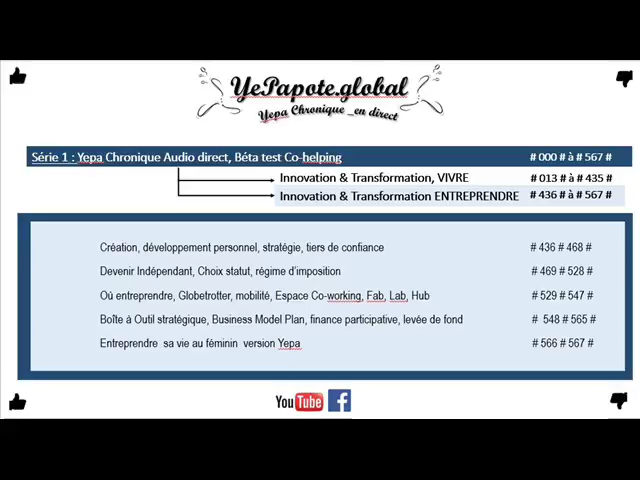 YePapote.global
Yepa Chronique _en direct
Série 1 : Yepa Chronique Audio direct, Béta test Co-helping # 000 # à # 567 #
Innovation & Transformation, VIVRE # 013 # à # 435 #
Innovation & Transformation ENTREPRENDRE # 436 # à # 567 #
Création, développement personnel, stratégie, tiers de confiance # 436 # 468 #
Devenir Indépendant, Choix statut, régime d'imposition # 469 # 528 #
Où entreprendre, Globetrotter, mobilité, Espace Co-working, Fab, Lab, Hub # 529 # 547 #
Boîte à Outil stratégique, Business Model Plan, finance participative, levée de fond # 548 # 565 #
Entreprendre sa vie au féminin version Yepa # 566 # 567 #
YouTube f